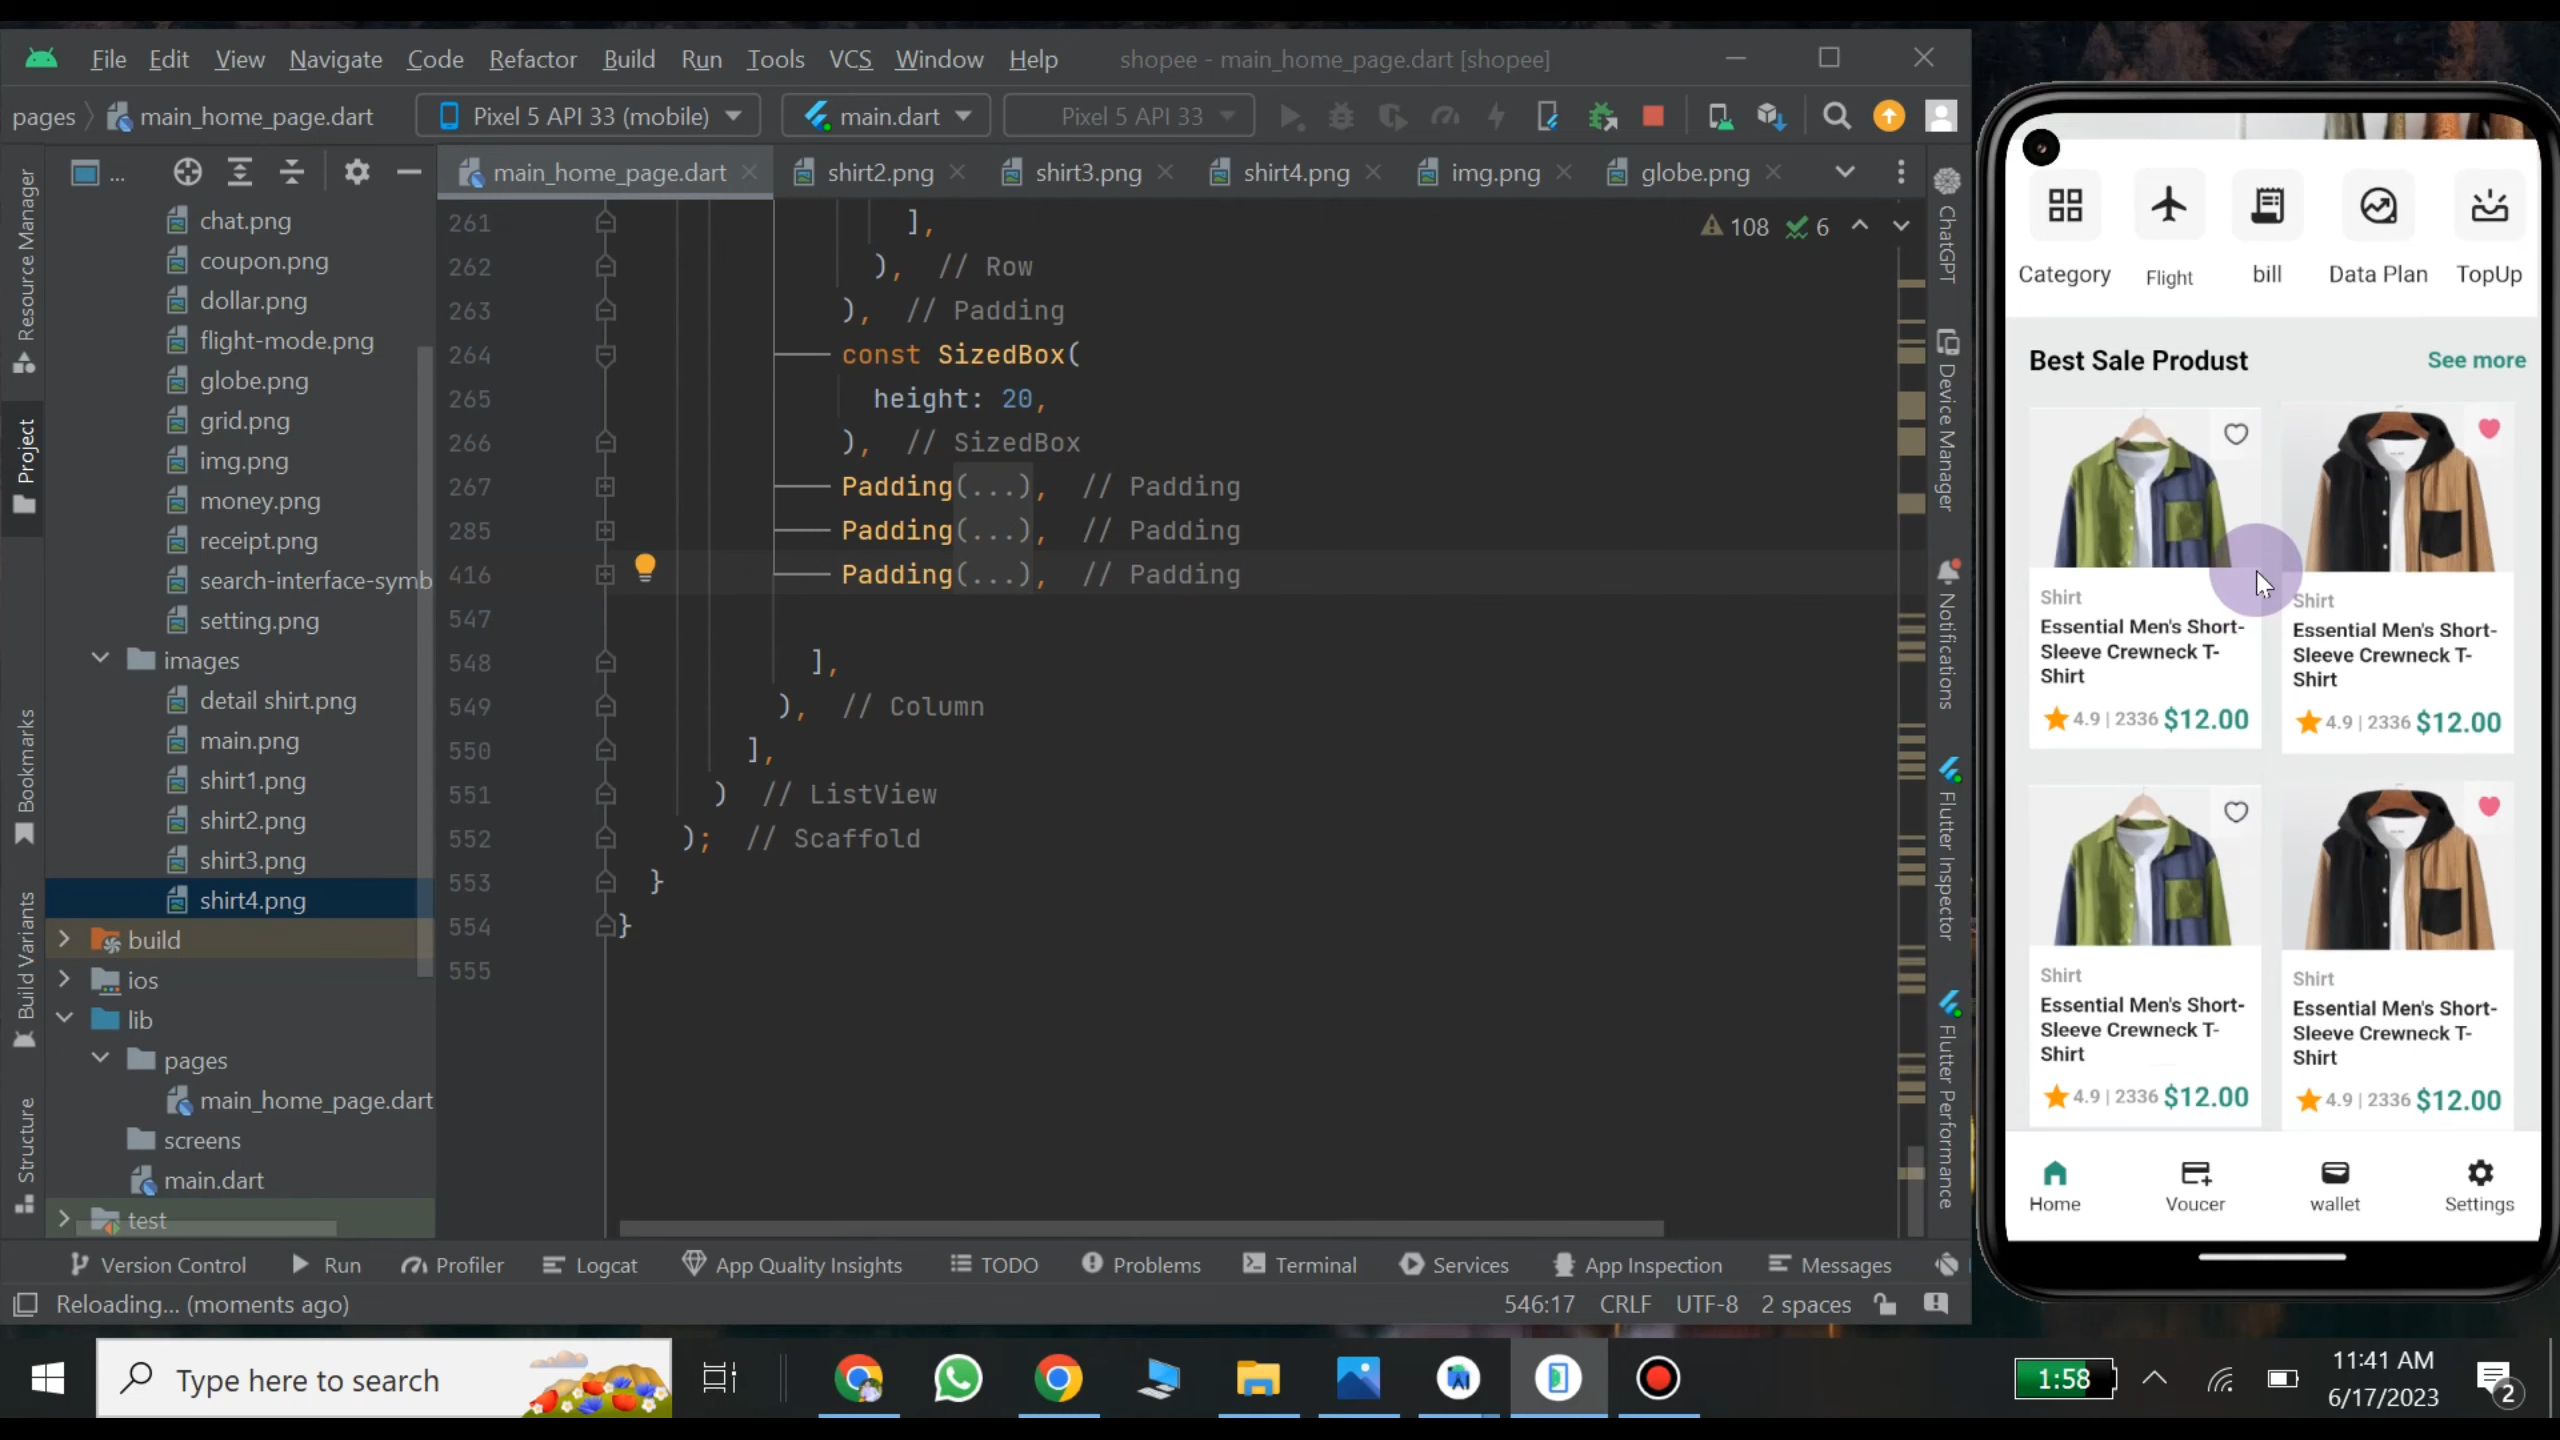 File Edit View Navigate Code Refactor Build Run Tools VCS Window Help shopee - main_home_page.dart [shopee]
pages main_home_page.dart Pixel 5 API 33 (mobile) main.dart Pixel 5 API 33
... main_home_page.dart shirt2.png shirt3.png shirt4.png img.png globe.png
108 6
Resource Manager
Project
Bookmarks
Build Variants
Structure
chat.png
coupon.png
dollar.png
flight-mode.png
globe.png
grid.png
img.png
money.png
receipt.png
search-interface-symb
setting.png
images
detail shirt.png
main.png
shirt1.png
shirt2.png
shirt3.png
shirt4.png
build
ios
lib
pages
main_home_page.dart
screens
main.dart
test
261 ],
262 ), // Row
263 ), // Padding
264 const SizedBox(
265 height: 20,
266 ), // SizedBox
267 Padding(...), // Padding
285 Padding(...), // Padding
416 Padding(...), // Padding
547
548 ],
549 ), // Column
550 ],
551 ) // ListView
552 ); // Scaffold
553 }
554 }
555
ChatGPT
Device Manager
Notifications
Flutter Inspector
Flutter Performance
Category Flight bill Data Plan TopUp
Best Sale Produst See more
Shirt
Essential Men's Short-
Sleeve Crewneck T-
Shirt
4.9 | 2336 $12.00
Shirt
Essential Men's Short-
Sleeve Crewneck T-
Shirt
4.9 | 2336 $12.00
Shirt
Essential Men's Short-
Sleeve Crewneck T-
Shirt
4.9 | 2336 $12.00
Shirt
Essential Men's Short-
Sleeve Crewneck T-
Shirt
4.9 | 2336 $12.00
Home Voucer wallet Settings
Version Control Run Profiler Logcat App Quality Insights TODO Problems Terminal Services App Inspection Messages
Reloading... (moments ago) 546:17 CRLF UTF-8 2 spaces
Type here to search
1:58
11:41 AM
6/17/2023
2